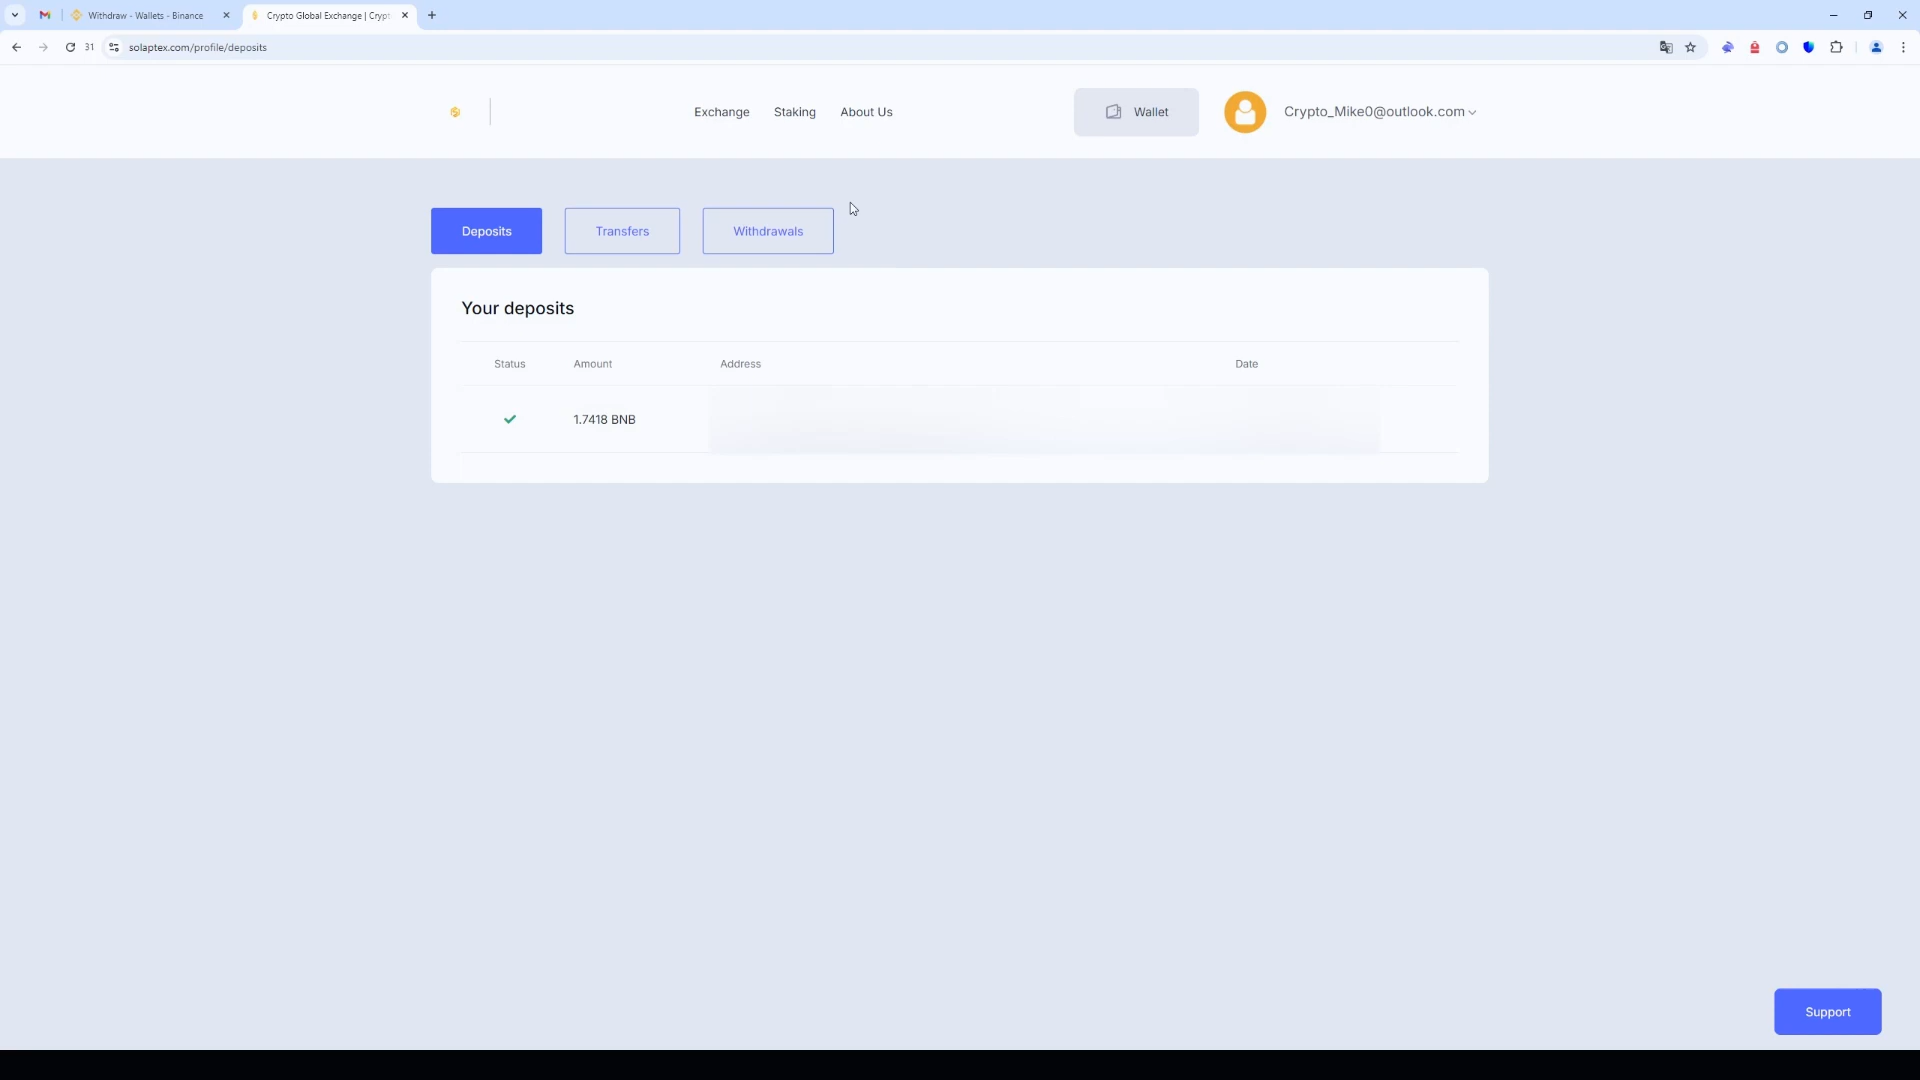 Withdraw - Wallets - Binance
Crypto Global Exchange | Crypt
31
solaptex.com/profile/deposits
Exchange
Staking
About Us
Wallet
Crypto_Mike0@outlook.com
Deposits
Transfers
Withdrawals
Your deposits
Status
Amount
Address
Date
1.7418 BNB
Support